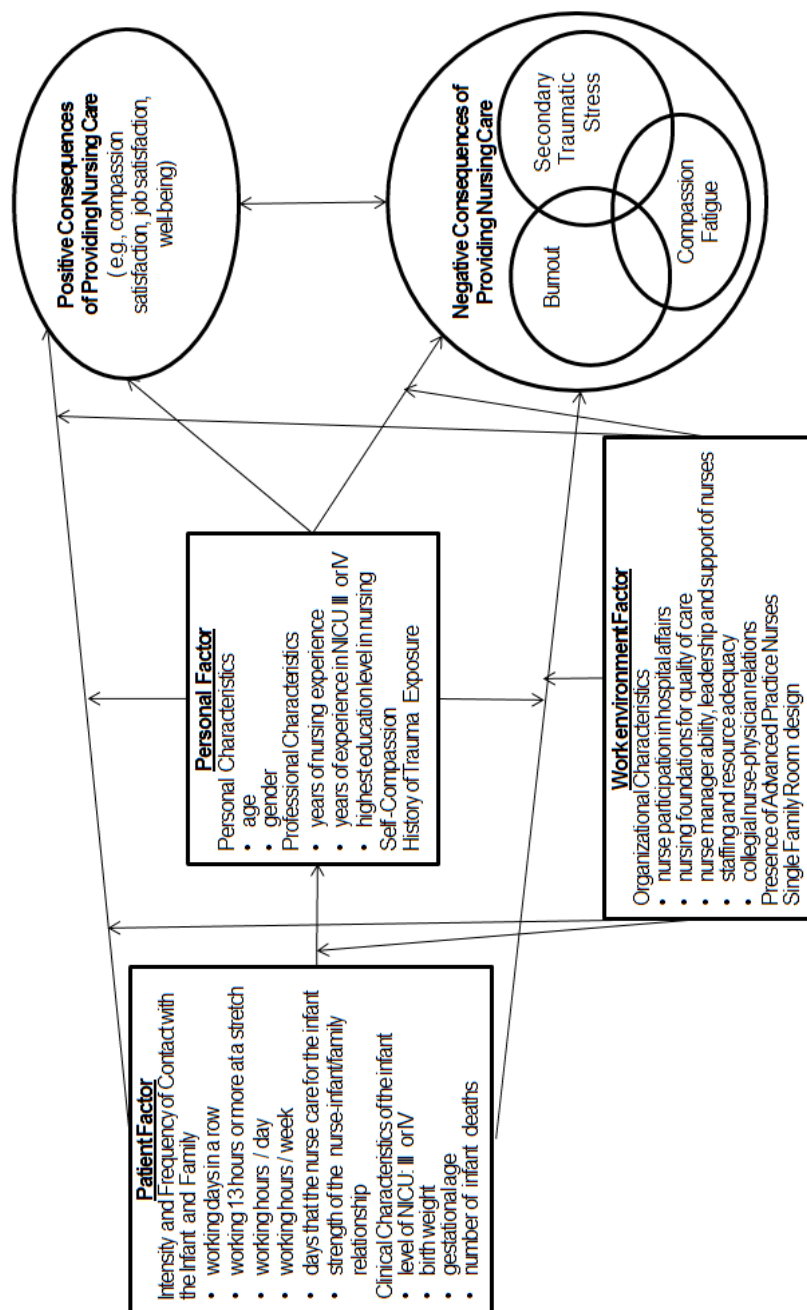 Patient Factor
Intensity and Frequency of Contact with
the Infant and Family
• working days in a row
• working 13 hours or more at a stretch
• working hours / day
• working hours / week
• days that the nurse care for the infant
• strength of the nurse-infant/family
relationship
Clinical Characteristics of the infant
• level of NICU: III or IV
• birth weight
• gestational age
• number of infant deaths
Personal Factor
Personal Characteristics
• age
• gender
Professional Characteristics
• years of nursing experience
• years of experience in NICU III or IV
• highest education level in nursing
Self-Compassion
History of Trauma Exposure
Work environment Factor
Organizational Characteristics
• nurse participation in hospital affairs
• nursing foundations for quality of care
• nurse manager ability, leadership and support of nurses
• staffing and resource adequacy
• collegial nurse-physician relations
Presence of Advanced Practice Nurses
Single Family Room design
Positive Consequences
of Providing Nursing Care
(e.g., compassion
satisfaction, job satisfaction,
well-being)
Negative Consequences of
Providing Nursing Care
Burnout
Secondary
Traumatic
Stress
Compassion
Fatigue